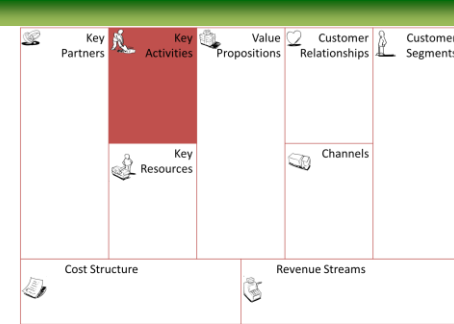 Key
Partners
Key
Activities
Value
Propositions
Customer
Relationships
Customer
Segments
Key
Resources
Channels
Cost Structure
Revenue Streams